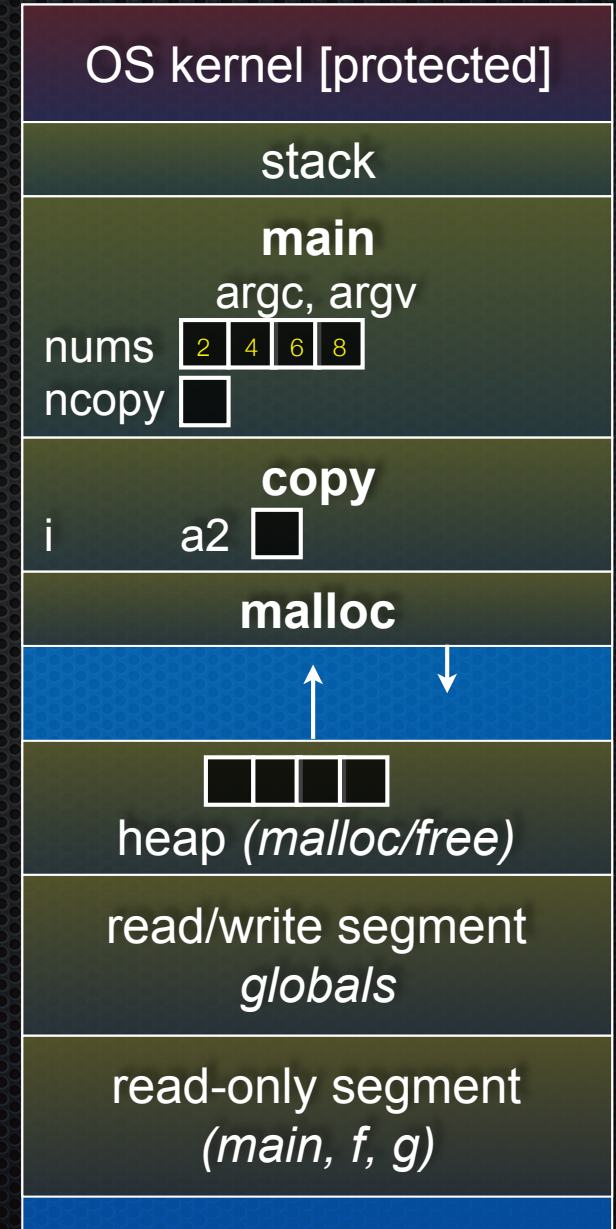 OS kernel [protected]
stack
main
argc, argv
nums 2 4 6 8
ncopy
copy
i a2
malloc
heap (malloc/free)
read/write segment
globals
read-only segment
(main, f, g)